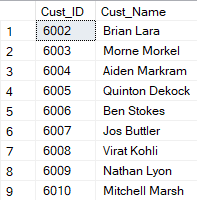 Cust_ID Cust_Name
1 6002 Brian Lara
2 6003 Morne Morkel
3 6004 Aiden Markram
4 6005 Quinton Dekock
5 6006 Ben Stokes
6 6007 Jos Buttler
7 6008 Virat Kohli
8 6009 Nathan Lyon
9 6010 Mitchell Marsh